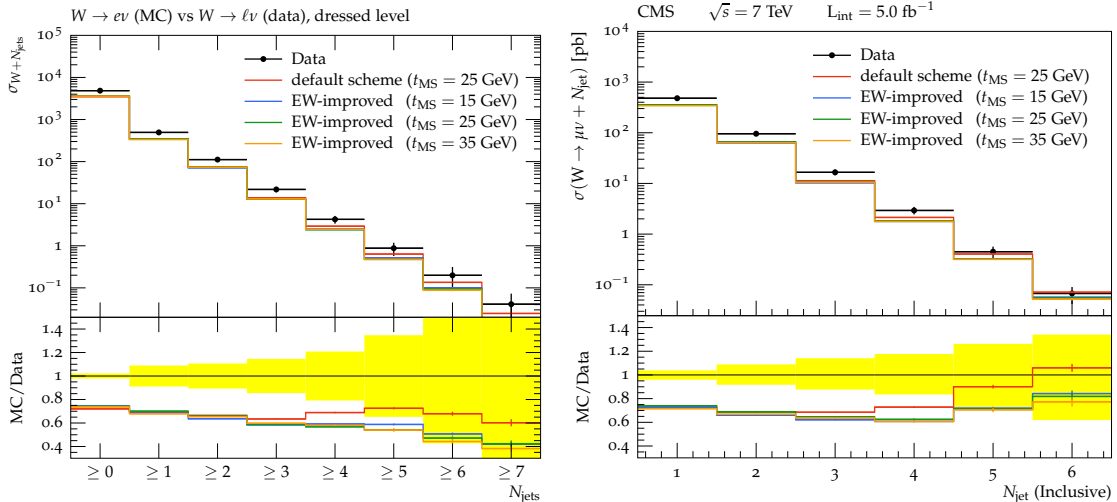 W → eν (MC) vs W → ℓν (data), dressed level
σ_{W+N_jets}
10^5
10^4
10^3
10^2
10^1
1
10^{−1}
Data
default scheme (t_MS = 25 GeV)
EW-improved (t_MS = 15 GeV)
EW-improved (t_MS = 25 GeV)
EW-improved (t_MS = 35 GeV)
MC/Data
1.4
1.2
1
0.8
0.6
0.4
≥ 0 ≥ 1 ≥ 2 ≥ 3 ≥ 4 ≥ 5 ≥ 6 ≥ 7
N_jets
CMS √s = 7 TeV L_int = 5.0 fb^{−1}
σ(W → μν + N_jet) [pb]
10^4
10^3
10^2
10^1
1
10^{−1}
Data
default scheme (t_MS = 25 GeV)
EW-improved (t_MS = 15 GeV)
EW-improved (t_MS = 25 GeV)
EW-improved (t_MS = 35 GeV)
MC/Data
1.4
1.2
1
0.8
0.6
0.4
1 2 3 4 5 6
N_jet (Inclusive)